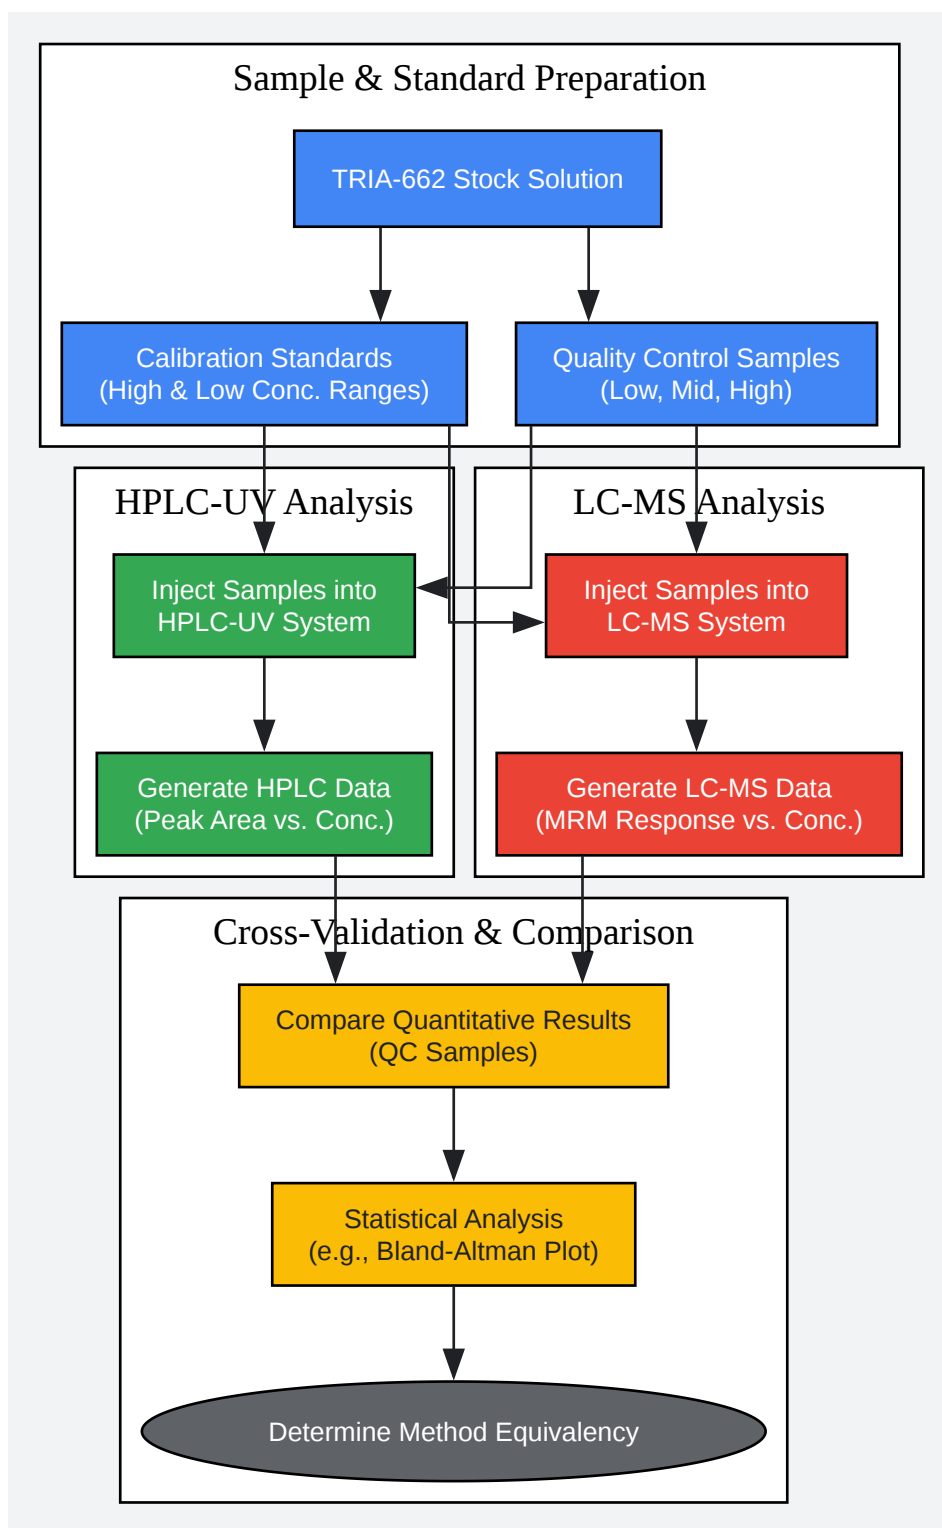 Sample & Standard Preparation
TRIA-662 Stock Solution
Calibration Standards
(High & Low Conc. Ranges)
Quality Control Samples
(Low, Mid, High)
HPLC-UV Analysis
Inject Samples into
HPLC-UV System
Generate HPLC Data
(Peak Area vs. Conc.)
LC-MS Analysis
Inject Samples into
LC-MS System
Generate LC-MS Data
(MRM Response vs. Conc.)
Cross-Validation & Comparison
Compare Quantitative Results
(QC Samples)
Statistical Analysis
(e.g., Bland-Altman Plot)
Determine Method Equivalency